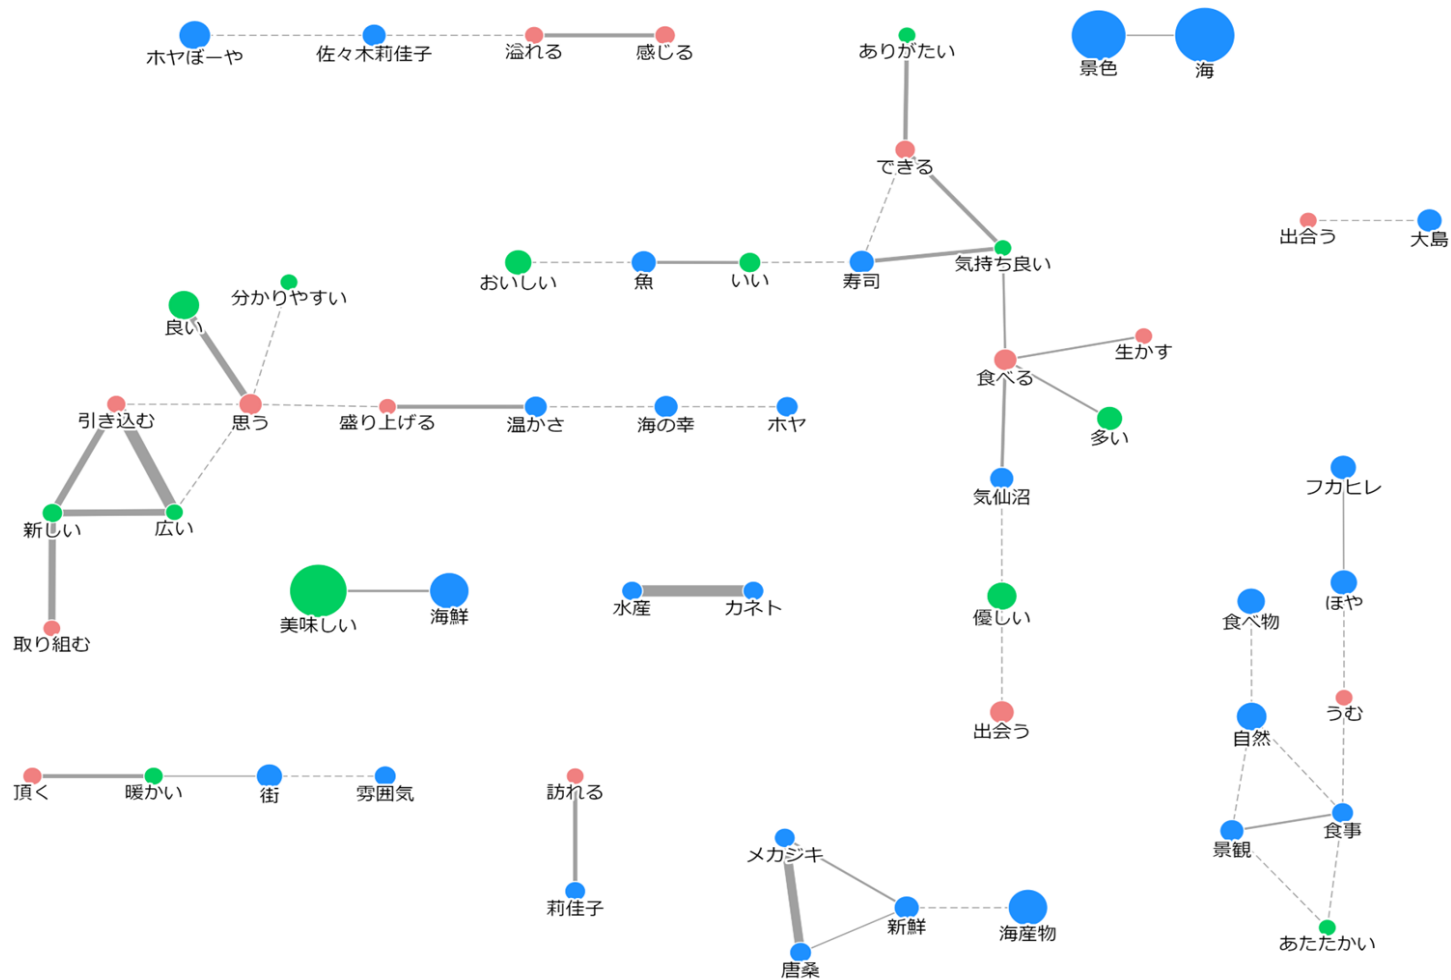 ホヤぼーや
佐々木莉佳子
溢れる
感じる
ありがたい
景色
海
できる
出合う
大島
おいしい
魚
いい
寿司
気持ち良い
分かりやすい
良い
生かす
食べる
引き込む
思う
盛り上げる
温かさ
海の幸
ホヤ
多い
フカヒレ
気仙沼
新しい
広い
美味しい
海鮮
水産
カネト
優しい
食べ物
ほや
取り組む
出会う
うむ
自然
頂く
暖かい
街
雰囲気
訪れる
食事
景観
メカジキ
莉佳子
新鮮
海産物
あたたかい
唐桑